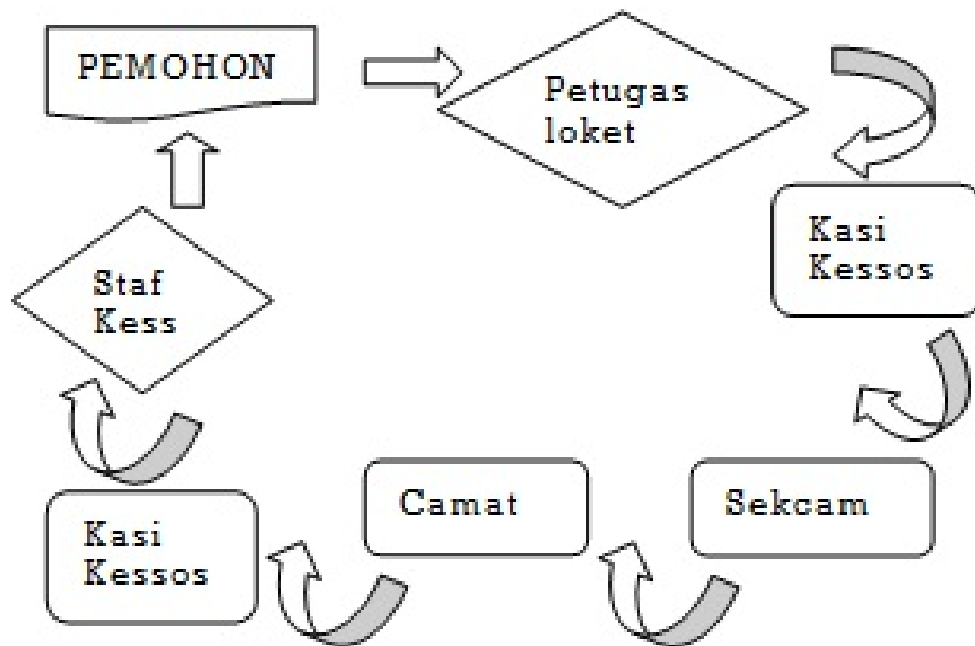 PEMOHON
Petugas
loket
Kasi
Kessos
Sekcam
Camat
Kasi
Kessos
Staf
Kess